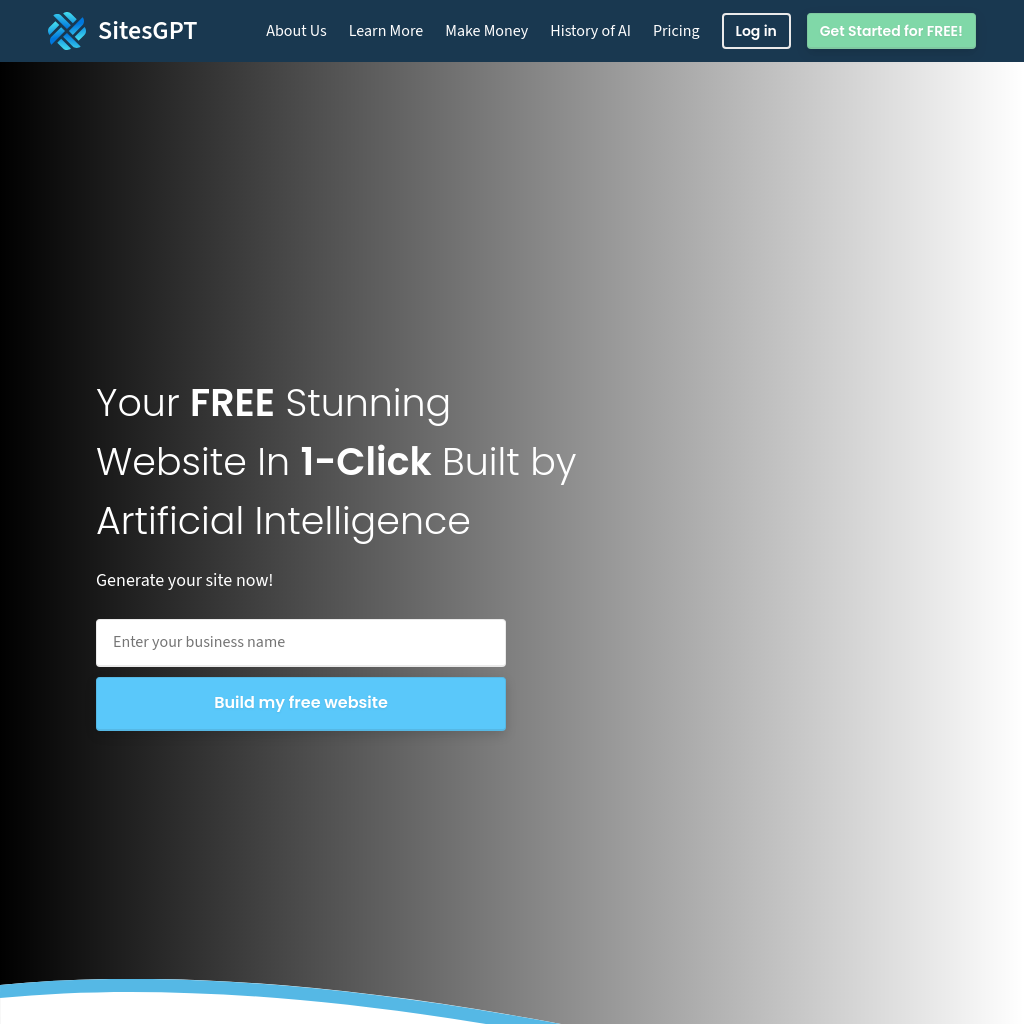 SitesGPT
About Us
Learn More
Make Money
History of AI
Pricing
Log in
Get Started for FREE!
Your FREE Stunning
Website In 1-Click Built by
Artificial Intelligence
Generate your site now!
Enter your business name
Build my free website